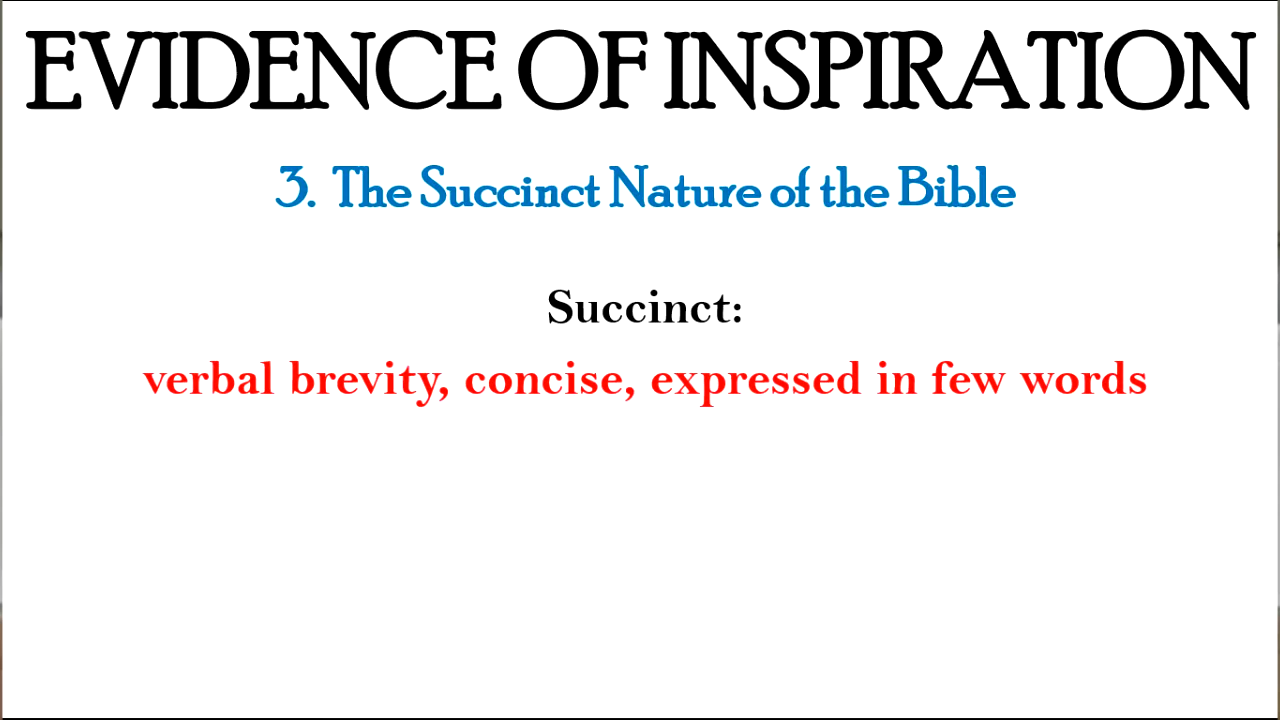 EVIDENCE OF INSPIRATION
3. The Succinct Nature of the Bible
Succinct:
verbal brevity, concise, expressed in few words